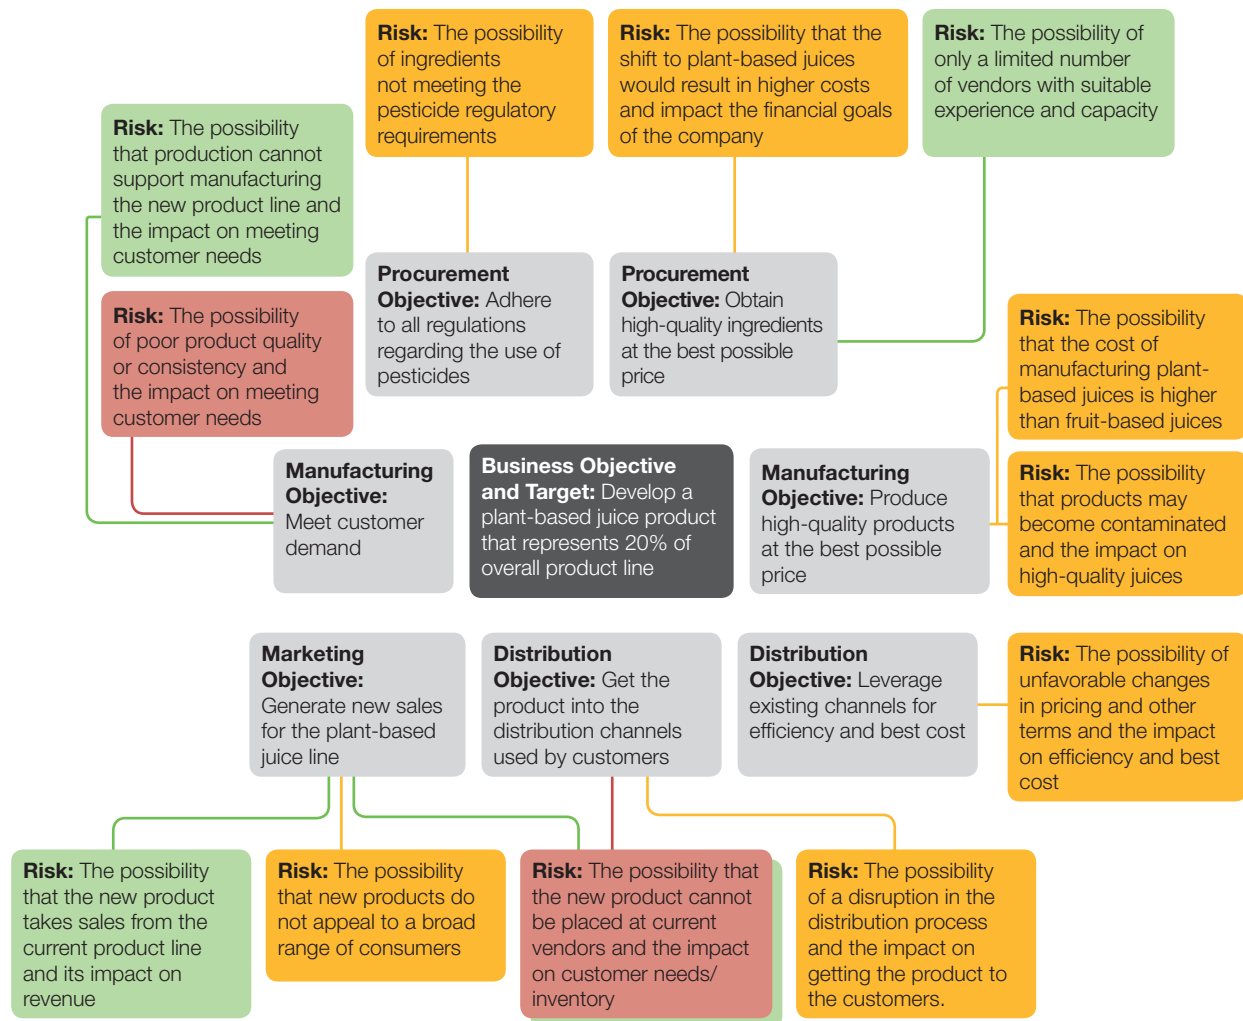 Risk: The possibility
of ingredients
not meeting the
pesticide regulatory
requirements
Risk: The possibility that the
shift to plant-based juices
would result in higher costs
and impact the financial goals
of the company
Risk: The possibility of
only a limited number
of vendors with suitable
experience and capacity
Risk: The possibility
that production cannot
support manufacturing
the new product line and
the impact on meeting
customer needs
Procurement
Objective: Adhere
to all regulations
regarding the use of
pesticides
Procurement
Objective: Obtain
high-quality ingredients
at the best possible
price
Risk: The possibility
of poor product quality
or consistency and
the impact on meeting
customer needs
Risk: The possibility
that the cost of
manufacturing plant-
based juices is higher
than fruit-based juices
Manufacturing
Objective:
Meet customer
demand
Business Objective
and Target: Develop a
plant-based juice product
that represents 20% of
overall product line
Manufacturing
Objective: Produce
high-quality products
at the best possible
price
Risk: The possibility
that products may
become contaminated
and the impact on
high-quality juices
Marketing
Objective:
Generate new sales
for the plant-based
juice line
Distribution
Objective: Get the
product into the
distribution channels
used by customers
Distribution
Objective: Leverage
existing channels for
efficiency and best cost
Risk: The possibility of
unfavorable changes
in pricing and other
terms and the impact
on efficiency and best
cost
Risk: The possibility
that the new product
takes sales from the
current product line
and its impact on
revenue
Risk: The possibility
that new products do
not appeal to a broad
range of consumers
Risk: The possibility that
the new product cannot
be placed at current
vendors and the impact
on customer needs/
inventory
Risk: The possibility
of a disruption in the
distribution process
and the impact on
getting the product to
the customers.